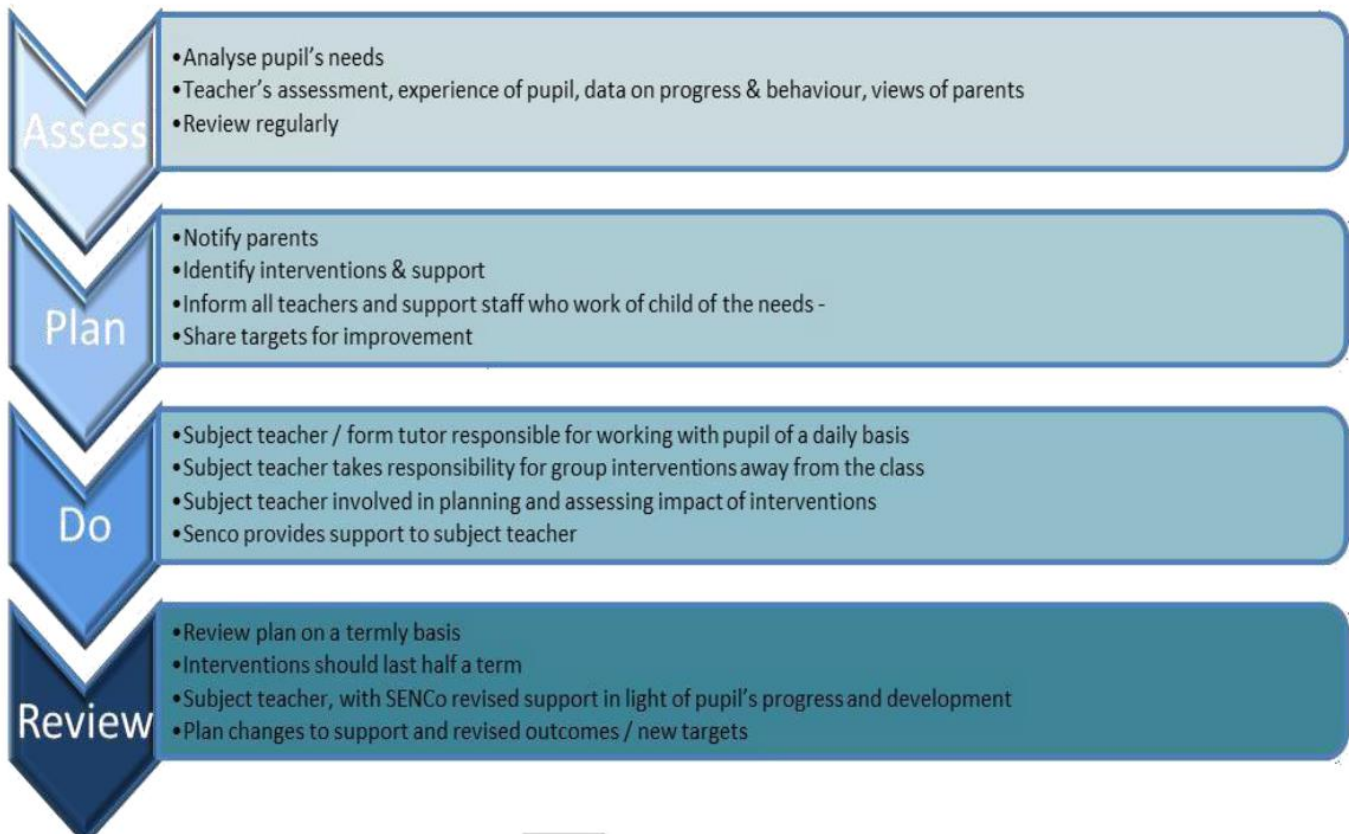 Assess
•Analyse pupil's needs
•Teacher's assessment, experience of pupil, data on progress & behaviour, views of parents
•Review regularly
Plan
•Notify parents
•Identify interventions & support
•Inform all teachers and support staff who work of child of the needs -
•Share targets for improvement
Do
•Subject teacher / form tutor responsible for working with pupil of a daily basis
•Subject teacher takes responsibility for group interventions away from the class
•Subject teacher involved in planning and assessing impact of interventions
•Senco provides support to subject teacher
Review
•Review plan on a termly basis
•Interventions should last half a term
•Subject teacher, with SENCo revised support in light of pupil's progress and development
•Plan changes to support and revised outcomes / new targets